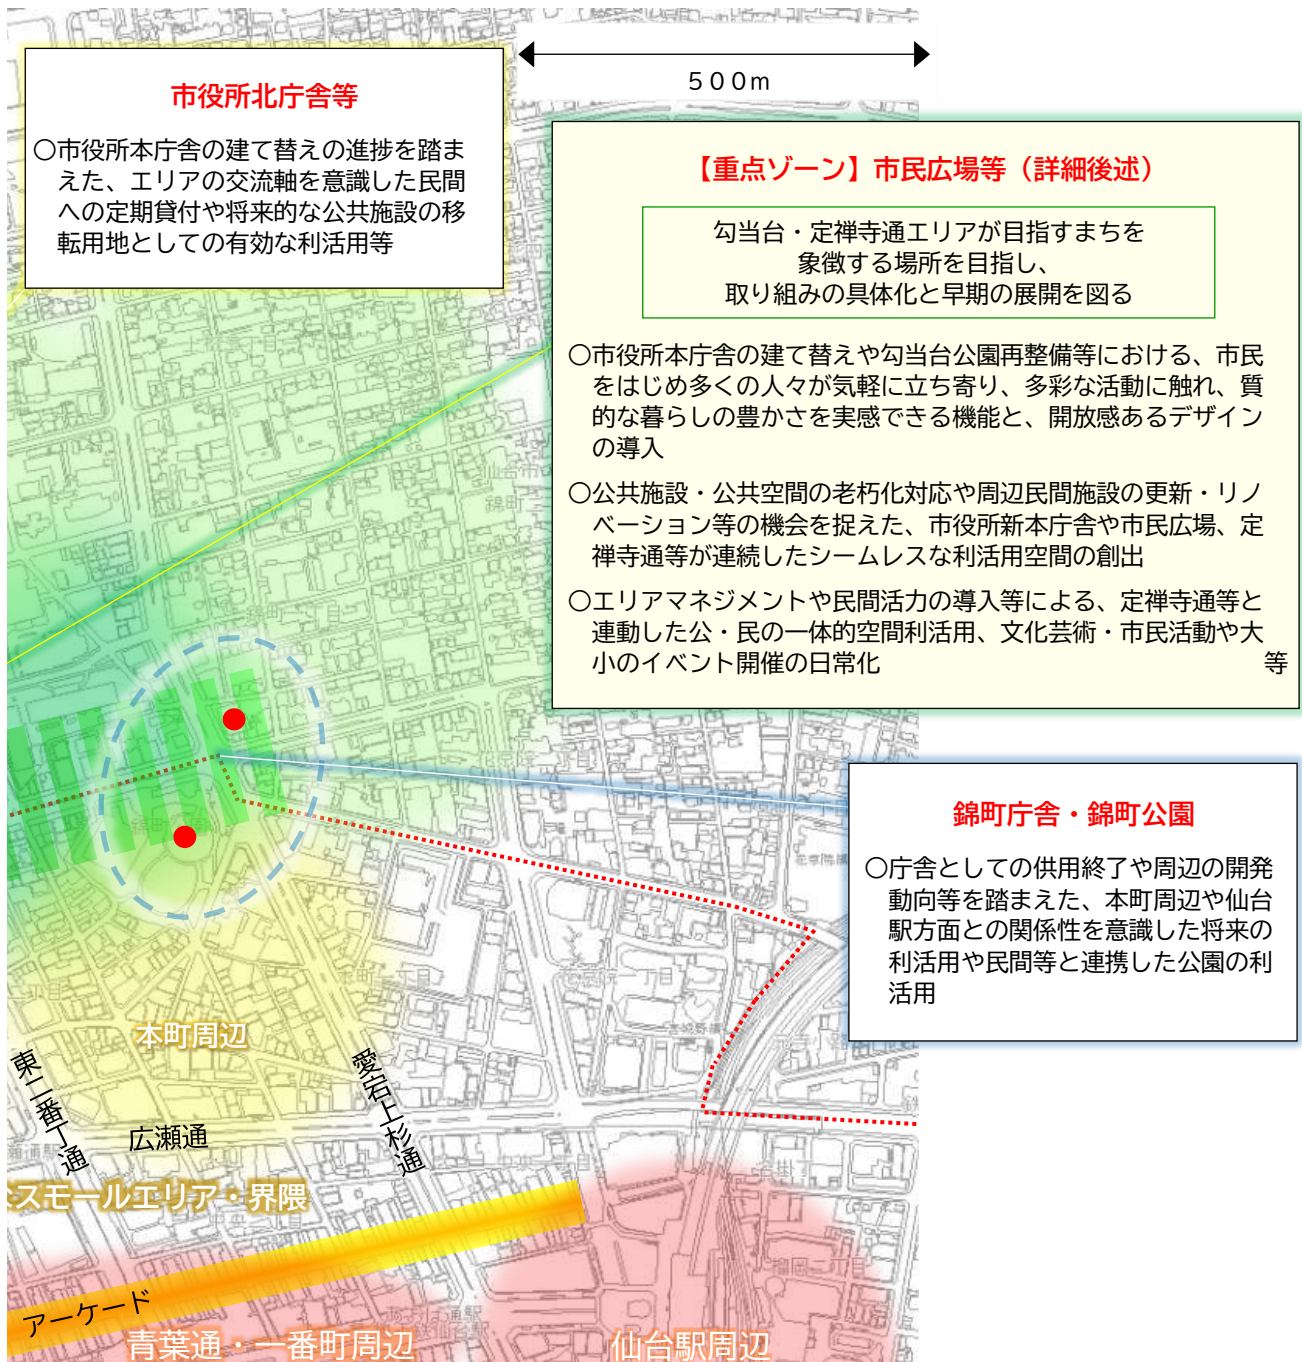 500m
市役所北庁舎等
○市役所本庁舎の建て替えの進捗を踏ま
えた、エリアの交流軸を意識した民間
への定期貸付や将来的な公共施設の移
転用地としての有効な利活用等
【重点ゾーン】市民広場等（詳細後述）
勾当台・定禅寺通エリアが目指すまちを
象徴する場所を目指し、
取り組みの具体化と早期の展開を図る
○市役所本庁舎の建て替えや勾当台公園再整備等における、市民
をはじめ多くの人々が気軽に立ち寄り、多彩な活動に触れ、質
的な暮らしの豊かさを実感できる機能と、開放感あるデザイン
の導入
○公共施設・公共空間の老朽化対応や周辺民間施設の更新・リノ
ベーション等の機会を捉えた、市役所新本庁舎や市民広場、定
禅寺通等が連続したシームレスな利活用空間の創出
○エリアマネジメントや民間活力の導入等による、定禅寺通等と
連動した公・民の一体的空間利活用、文化芸術・市民活動や大
小のイベント開催の日常化 等
錦町庁舎・錦町公園
○庁舎としての供用終了や周辺の開発
動向等を踏まえた、本町周辺や仙台
駅方面との関係性を意識した将来の
利活用や民間等と連携した公園の利
活用
本町周辺
東二番丁通
愛宕上杉通
広瀬通
スモールエリア・界隈
アーケード
青葉通・一番町周辺
仙台駅周辺